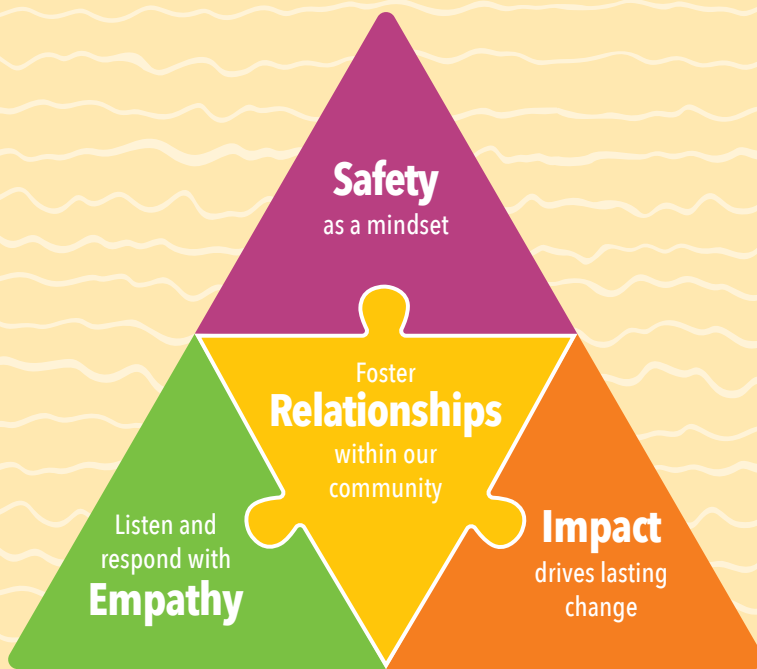 Safety
as a mindset
Foster
Relationships
within our
community
Listen and
respond with
Empathy
Impact
drives lasting
change